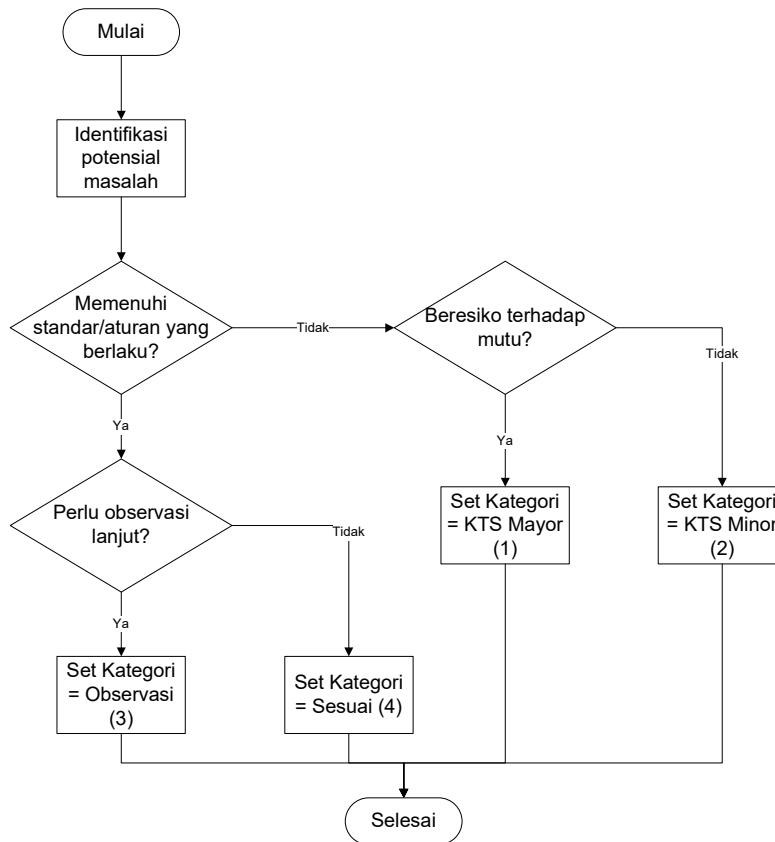 Mulai
Identifikasi
potensial
masalah
Memenuhi
standar/aturan yang
berlaku?
Tidak
Beresiko terhadap
mutu?
Tidak
Ya
Ya
Perlu observasi
lanjut?
Tidak
Set Kategori
= KTS Mayor
(1)
Set Kategori
= KTS Minor
(2)
Ya
Set Kategori
= Observasi
(3)
Set Kategori
= Sesuai (4)
Selesai